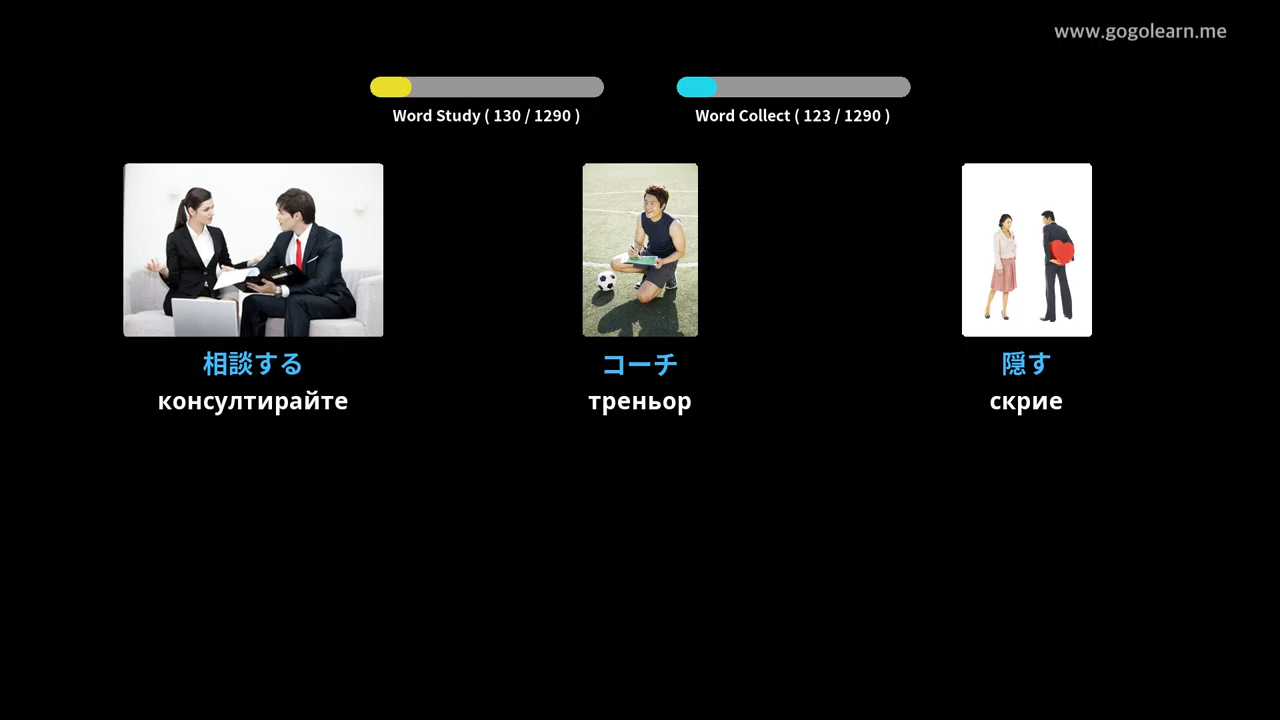 www.gogolearn.me
Word Study ( 130 / 1290 )
Word Collect ( 123 / 1290 )
相談する
консултирайте
コーチ
треньор
隠す
скрие